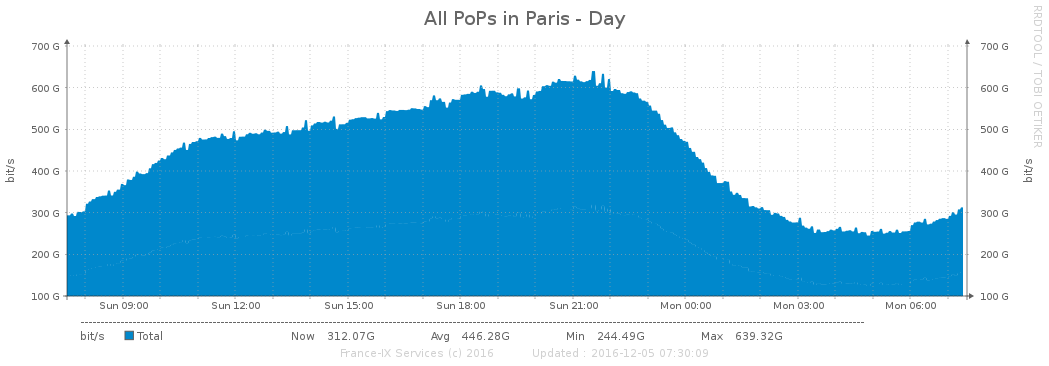 All PoPs in Paris - Day
RRDTOOL / TOBI OETIKER
700 G 700 G
600 G 600 G
500 G 500 G
400 G 400 G
300 G 300 G
200 G 200 G
100 G 100 G
bit/s bit/s
Sun 09:00 Sun 12:00 Sun 15:00 Sun 18:00 Sun 21:00 Mon 00:00 Mon 03:00 Mon 06:00
bit/s Total Now 312.07G Avg 446.28G Min 244.49G Max 639.32G
France-IX Services (c) 2016 Updated : 2016-12-05 07:30:09